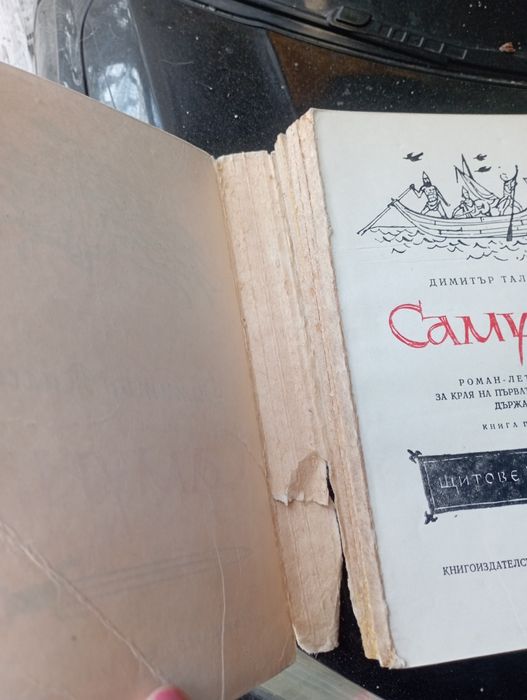 ДИМИТЪР ТАЛ
Саму
РОМАН-ЛЕТ
ЗА КРАЯ НА ПЪРВАТ
ДЪРЖА
КНИГА П
ЩИТОВЕ
КНИГОИЗДАТЕЛСТ